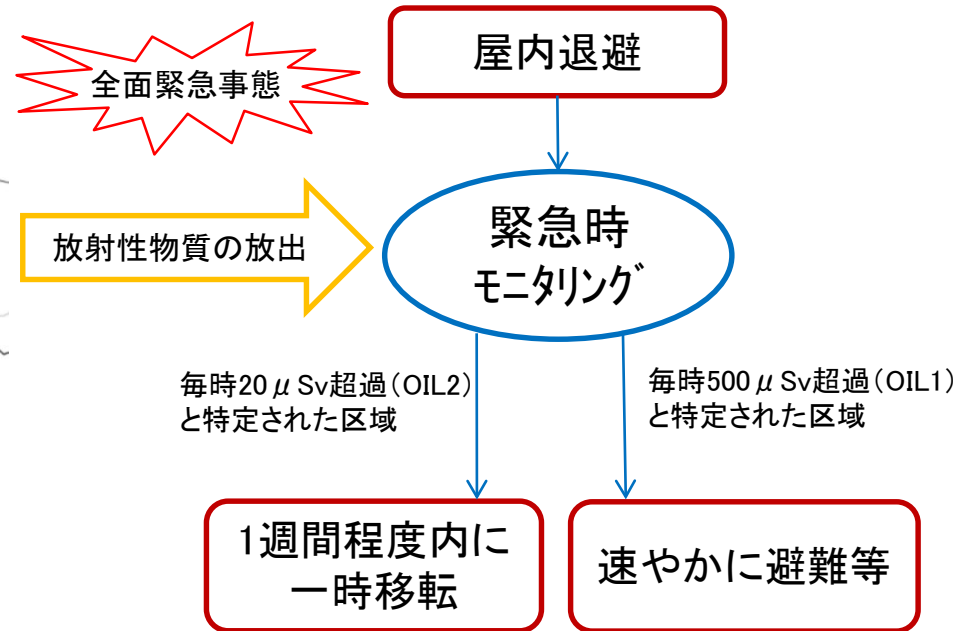 全面緊急事態
屋内退避
放射性物質の放出
緊急時
モニタリング
毎時20μSv超過(OIL2)
と特定された区域
毎時500μSv超過(OIL1)
と特定された区域
1週間程度内に
一時移転
速やかに避難等